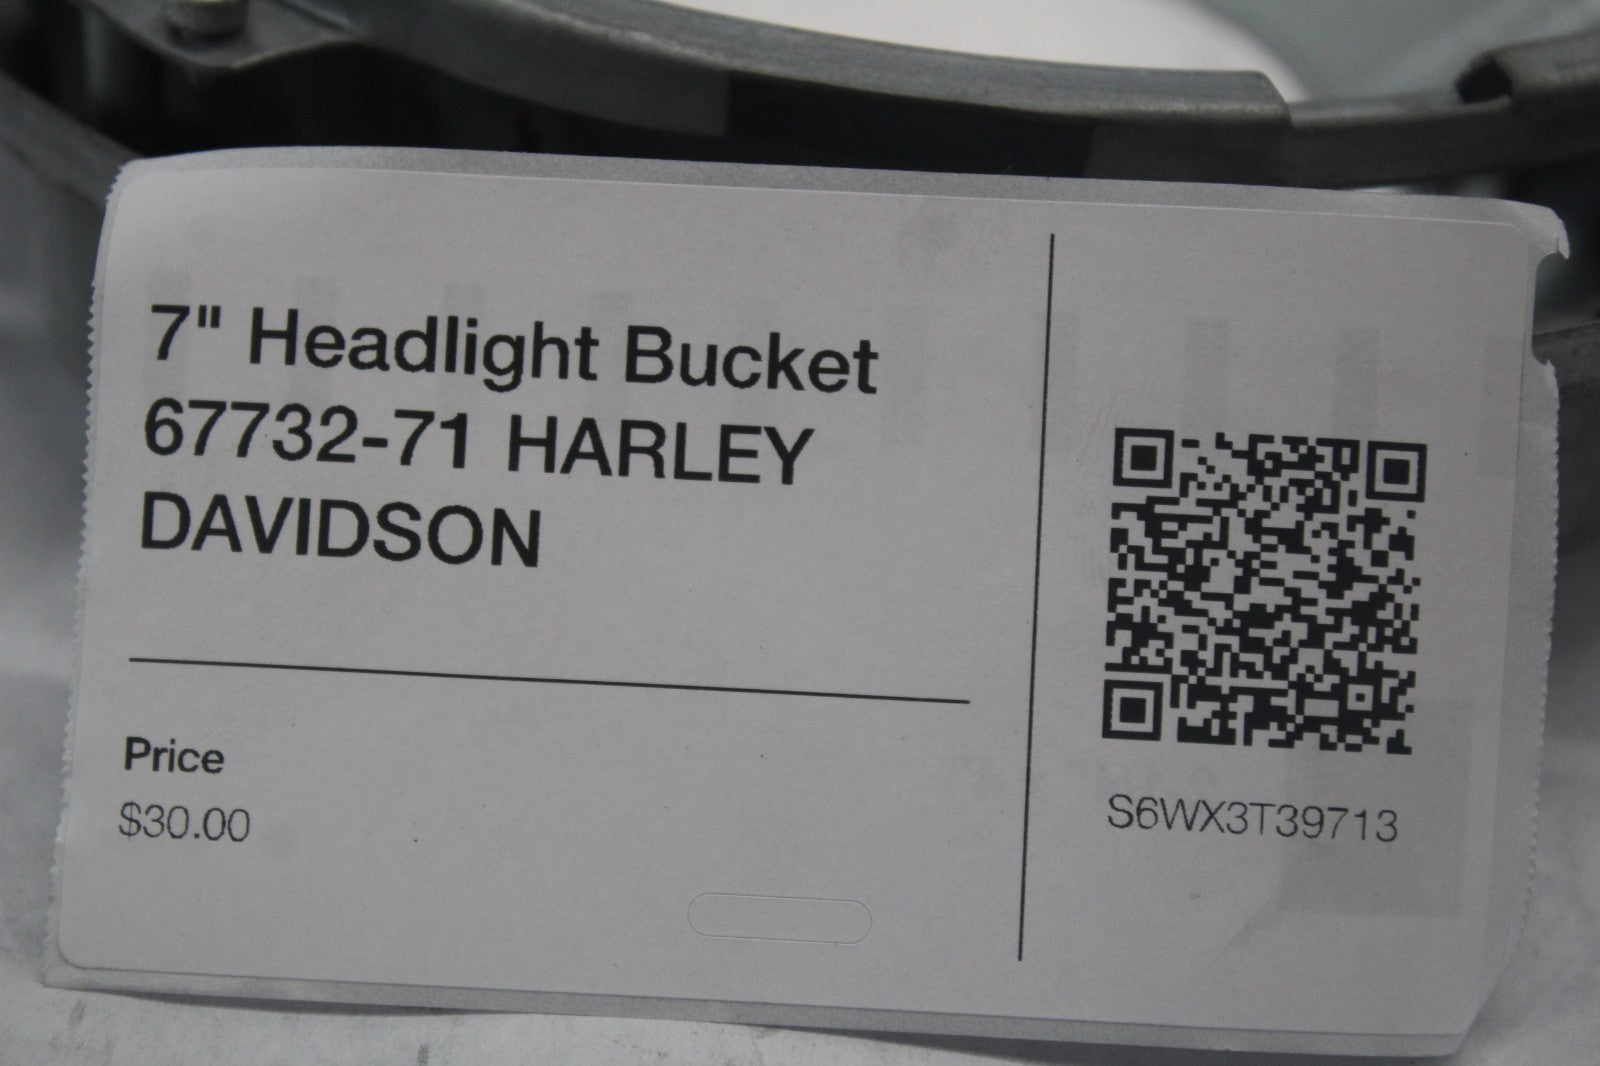 7" Headlight Bucket
67732-71 HARLEY
DAVIDSON
Price
$30.00
S6WX3T39713